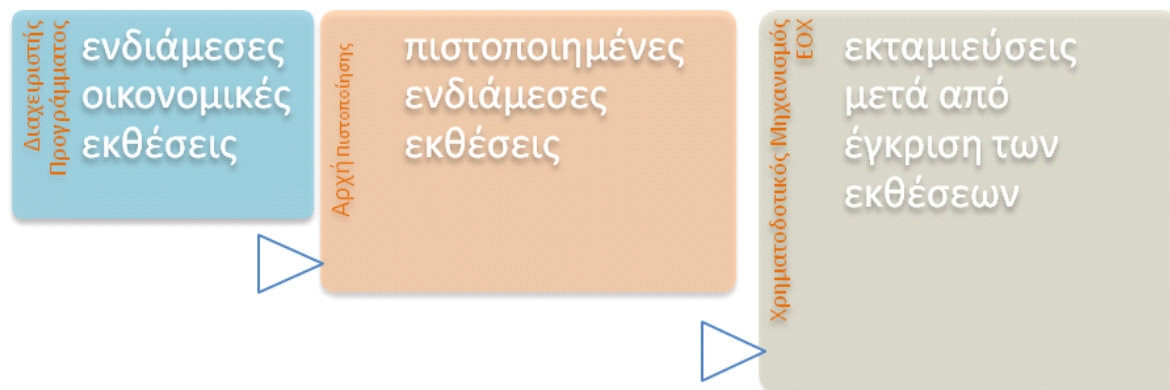 Διαχειριστής
Προγράμματος
ενδιάμεσες
οικονομικές
εκθέσεις
Αρχή Πιστοποίησης
πιστοποιημένες
ενδιάμεσες
εκθέσεις
Χρηματοδοτικός Μηχανισμός
ΕΟΧ
εκταμιεύσεις
μετά από
έγκριση των
εκθέσεων